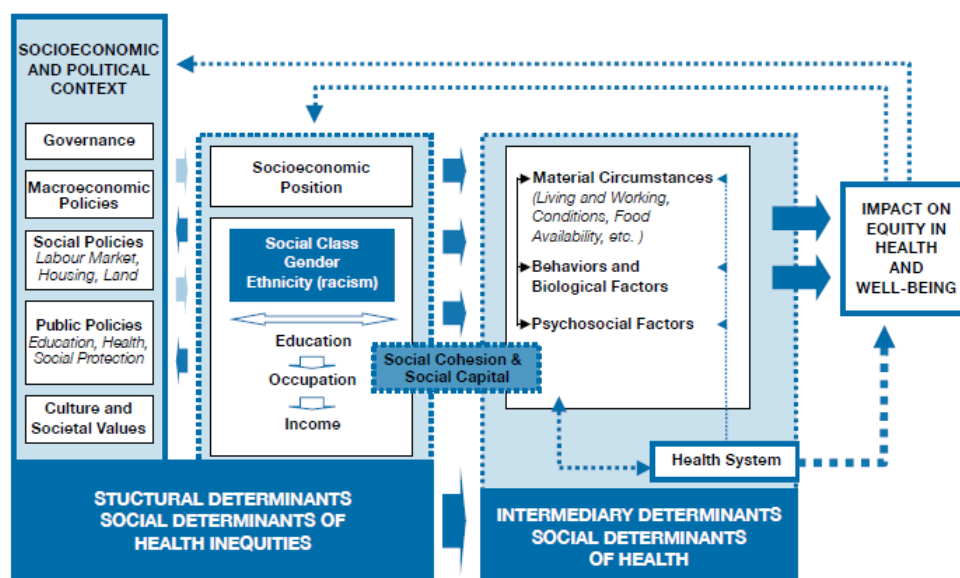 SOCIOECONOMIC
AND POLITICAL
CONTEXT
Governance
Macroeconomic
Policies
Social Policies
Labour Market,
Housing, Land
Public Policies
Education, Health,
Social Protection
Culture and
Societal Values
Socioeconomic
Position
Social Class
Gender
Ethnicity (racism)
Education
Occupation
Income
Social Cohesion &
Social Capital
Material Circumstances
(Living and Working,
Conditions, Food
Availability, etc. )
Behaviors and
Biological Factors
Psychosocial Factors
Health System
IMPACT ON
EQUITY IN
HEALTH
AND
WELL-BEING
STUCTURAL DETERMINANTS
SOCIAL DETERMINANTS OF
HEALTH INEQUITIES
INTERMEDIARY DETERMINANTS
SOCIAL DETERMINANTS
OF HEALTH